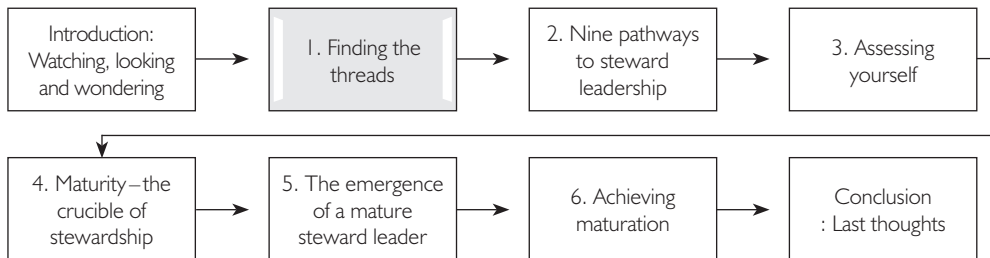 Introduction:
Watching, looking
and wondering
1. Finding the
threads
2. Nine pathways
to steward
leadership
3. Assessing
yourself
4. Maturity–the
crucible of
stewardship
5. The emergence
of a mature
steward leader
6. Achieving
maturation
Conclusion
: Last thoughts